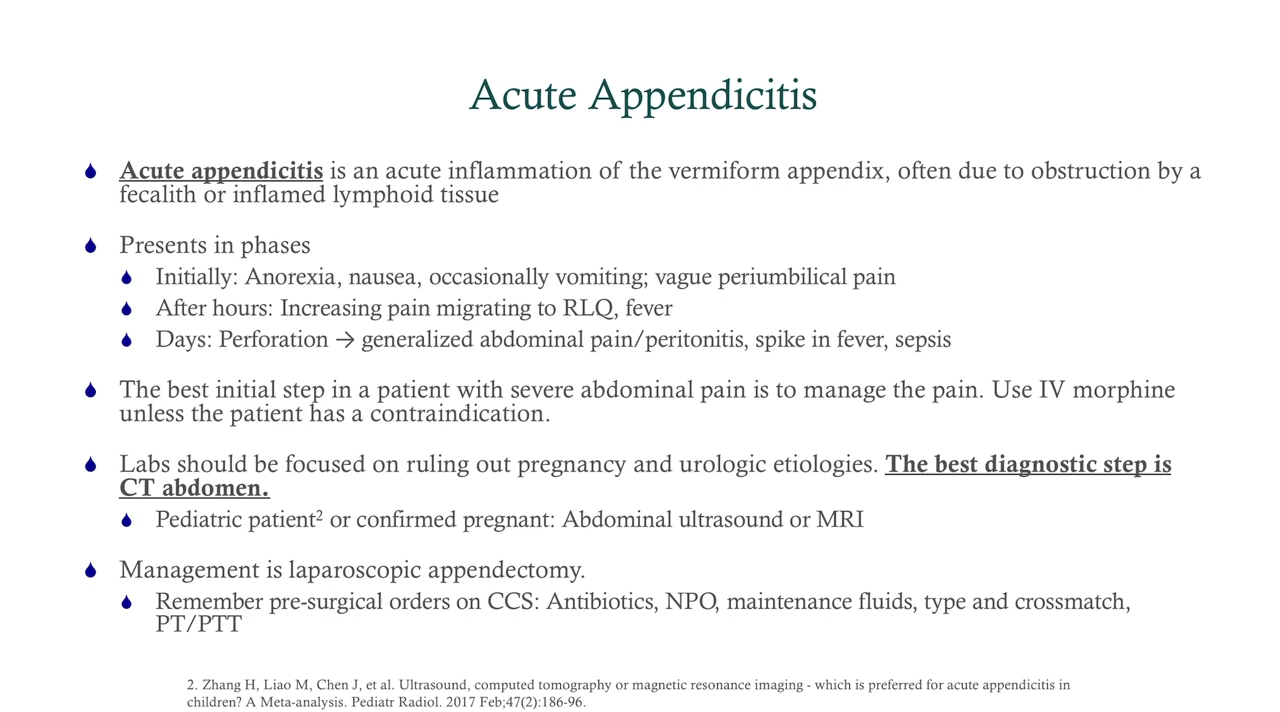 Acute Appendicitis
Acute appendicitis is an acute inflammation of the vermiform appendix, often due to obstruction by a
fecalith or inflamed lymphoid tissue
Presents in phases
Initially: Anorexia, nausea, occasionally vomiting; vague periumbilical pain
After hours: Increasing pain migrating to RLQ, fever
Days: Perforation → generalized abdominal pain/peritonitis, spike in fever, sepsis
The best initial step in a patient with severe abdominal pain is to manage the pain. Use IV morphine
unless the patient has a contraindication.
Labs should be focused on ruling out pregnancy and urologic etiologies. The best diagnostic step is
CT abdomen.
Pediatric patient² or confirmed pregnant: Abdominal ultrasound or MRI
Management is laparoscopic appendectomy.
Remember pre-surgical orders on CCS: Antibiotics, NPO, maintenance fluids, type and crossmatch,
PT/PTT
2. Zhang H, Liao M, Chen J, et al. Ultrasound, computed tomography or magnetic resonance imaging - which is preferred for acute appendicitis in
children? A Meta-analysis. Pediatr Radiol. 2017 Feb;47(2):186-96.